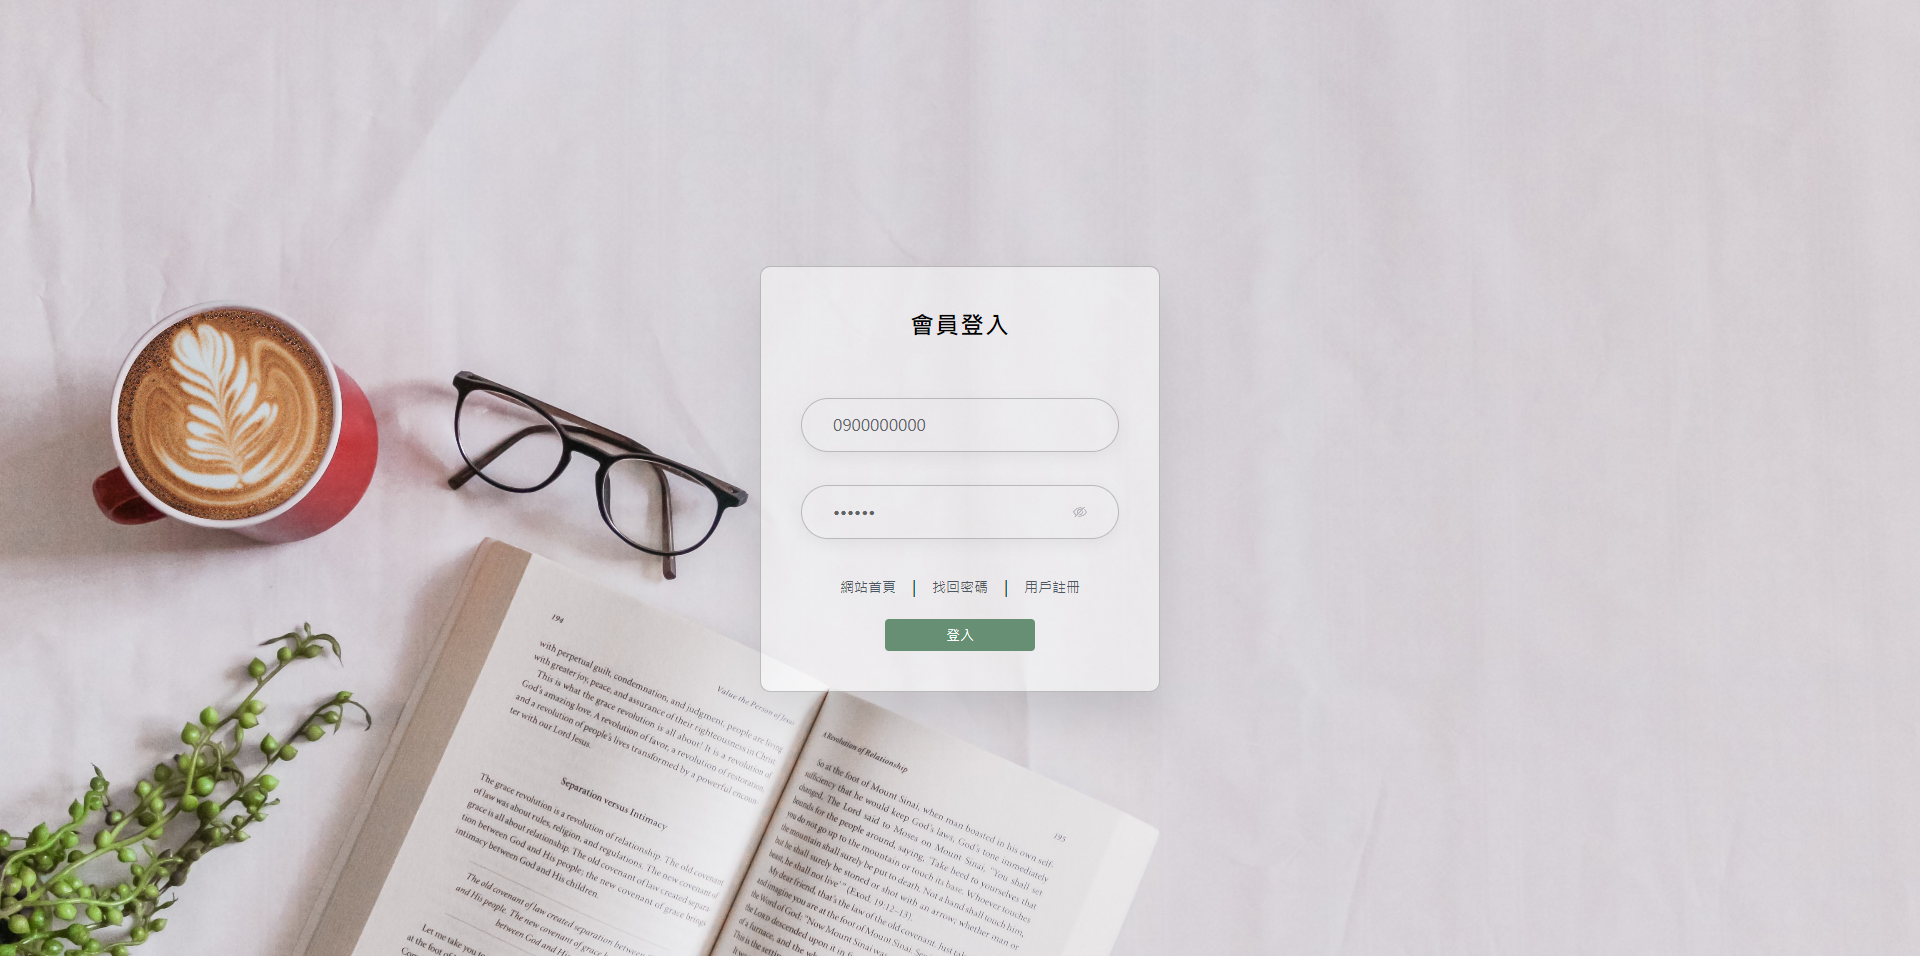 會員登入
0900000000
••••••
網站首頁 | 找回密碼 | 用戶註冊
登入
194
Value the Person of Jesus
with perpetual guilt, condemnation, and judgment, people are living
with greater joy, peace, and assurance of their righteousness in Christ.
This is what the grace revolution is all about! It is a revolution of
God's amazing love. A revolution of favor, a revolution of restoration,
and a revolution of people's lives transformed by a powerful encoun-
ter with our Lord Jesus.
Separation versus Intimacy
The grace revolution is a revolution of relationship. The old covenant
of law was about rules, religion, and regulations. The new covenant of
grace is all about relationship. The old covenant of law created separa-
tion between God and His people; the new covenant of grace brings
intimacy between God and His children.
The old covenant of law created separation between
and His people. The new covenant of grace
between God and His
Let me take you
at the foot of
A Revolution of Relationship
195
So at the foot of Mount Sinai, when man boasted in his own self-
sufficiency that he would keep God's laws, God's tone immediately
changed. The Lord said to Moses on Mount Sinai, "You shall set
bounds for the people around, saying, 'Take heed to yourselves that
you do not go up to the mountain or touch its base. Whoever touches
the mountain shall surely be put to death. Not a hand shall touch him,
but he shall surely be stoned or shot with an arrow; whether man or
beast, he shall not live'" (Exod. 19:12–13).
My dear friend, that's the law of the old covenant. Just take
and imagine you are at the foot of Mount Sinai.
the Word of God: "Now Mount Sinai was
the LORD descended upon it in
of a furnace, and the
This is the